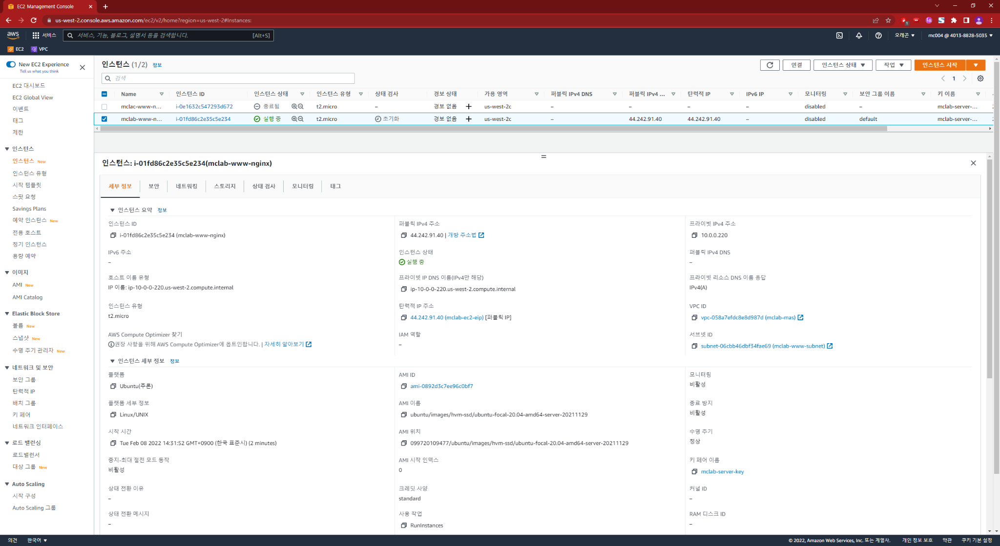 EC2 Management Console
us-west-2.console.aws.amazon.com/ec2/v2/home?region=us-west-2#Instances:
aws 서비스 서비스, 기능, 블로그, 설명서 등을 검색합니다. [Alt+S] 오레곤 mc004 @ 4013-8828-5035
EC2 VPC
New EC2 Experience
Tell us what you think
EC2 대시보드
EC2 Global View
이벤트
태그
제한
인스턴스
인스턴스 New
인스턴스 유형
시작 템플릿
스팟 요청
Savings Plans
예약 인스턴스 New
전용 호스트
정기 인스턴스
용량 예약
이미지
AMI New
AMI Catalog
Elastic Block Store
볼륨 New
스냅샷 New
수명 주기 관리자 New
네트워크 및 보안
보안 그룹
탄력적 IP
배치 그룹
키 페어
네트워크 인터페이스
로드 밸런싱
로드밸런서
대상 그룹 New
Auto Scaling
시작 구성
Auto Scaling 그룹
인스턴스 (1/2) 정보 연결 인스턴스 상태 작업 인스턴스 시작
검색 1
Name 인스턴스 ID 인스턴스 상태 인스턴스 유형 상태 검사 경보 상태 가용 영역 퍼블릭 IPv4 DNS 퍼블릭 IPv4 ... 탄력적 IP IPv6 IP 모니터링 보안 그룹 이름 키 이름
mclac-www-n... i-0e1632c547293d672 종료됨 t2.micro – 경보 없음 us-west-2c – – – – disabled – mclab-server-...
mclab-www-n... i-01fd86c2e35c5e234 실행 중 t2.micro 초기화 경보 없음 us-west-2c – 44.242.91.40 44.242.91.40 – disabled default mclab-server-...
인스턴스: i-01fd86c2e35c5e234(mclab-www-nginx)
세부 정보 보안 네트워킹 스토리지 상태 검사 모니터링 태그
인스턴스 요약 정보
인스턴스 ID 퍼블릭 IPv4 주소 프라이빗 IPv4 주소
i-01fd86c2e35c5e234 (mclab-www-nginx) 44.242.91.40 | 개방 주소법 10.0.0.220
IPv6 주소 인스턴스 상태 퍼블릭 IPv4 DNS
– 실행 중 –
호스트 이름 유형 프라이빗 IP DNS 이름(IPv4만 해당) 프라이빗 리소스 DNS 이름 응답
IP 이름: ip-10-0-0-220.us-west-2.compute.internal ip-10-0-0-220.us-west-2.compute.internal IPv4(A)
인스턴스 유형 탄력적 IP 주소 VPC ID
t2.micro 44.242.91.40 (mclab-ec2-eip) [퍼블릭 IP] vpc-058a7efdc8e8d987d (mclab-mas)
AWS Compute Optimizer 찾기 IAM 역할 서브넷 ID
권장 사항을 위해 AWS Compute Optimizer에 옵트인합니다. | 자세히 알아보기 – subnet-06cbb46dbf34fae69 (mclab-www-subnet)
인스턴스 세부 정보 정보
플랫폼 AMI ID 모니터링
Ubuntu(추론) ami-0892d3c7ee96c0bf7 비활성
플랫폼 세부 정보 AMI 이름 종료 방지
Linux/UNIX ubuntu/images/hvm-ssd/ubuntu-focal-20.04-amd64-server-20211129 비활성
시작 시간 AMI 위치 수명 주기
Tue Feb 08 2022 14:31:52 GMT+0900 (한국 표준시) (2 minutes) 099720109477/ubuntu/images/hvm-ssd/ubuntu-focal-20.04-amd64-server-20211129 정상
중지-최대 절전 모드 동작 AMI 시작 인덱스 키 페어 이름
비활성 0 mclab-server-key
상태 전환 이유 크레딧 사양 커널 ID
– standard –
상태 전환 메시지 사용 작업 RAM 디스크 ID
– RunInstances –
의견 한국어 © 2022, Amazon Web Services, Inc. 또는 계열사. 개인 정보 보호 약관 쿠키 기본 설정